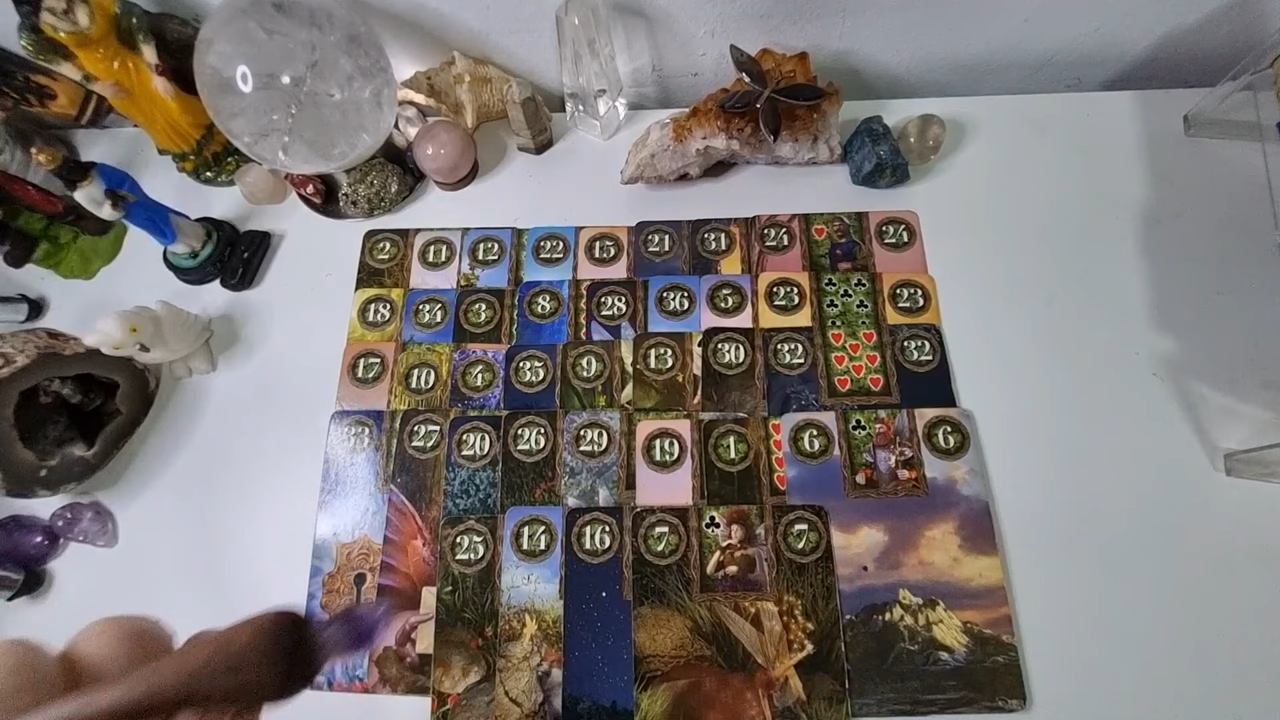 2 11 12 22 15 21 31 24 24
18 34 3 8 28 36 5 23 23
17 10 4 35 9 13 30 32 32
33 27 20 26 29 19 1 6 6
25 14 16 7 7